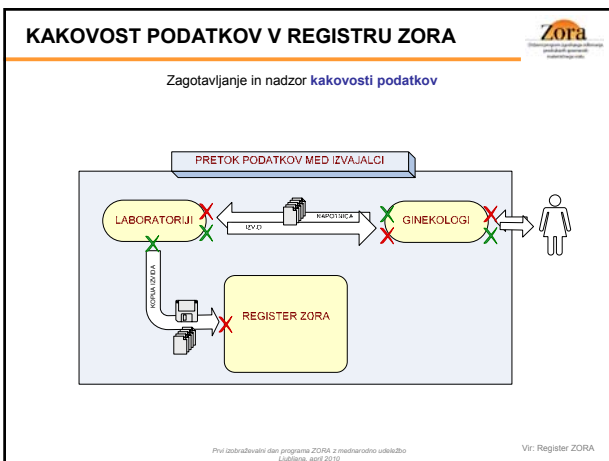 KAKOVOST PODATKOV V REGISTRU ZORA
Zora
Zagotavljanje in nadzor kakovosti podatkov
PRETOK PODATKOV MED IZVAJALCI
LABORATORIJI
NAPOTNICA
IZVID
GINEKOLOGI
KOPIJA IZVIDA
REGISTER ZORA
Prvi izobraževalni dan programa ZORA z mednarodno udeležbo
Ljubljana, april 2010
Vir: Register ZORA